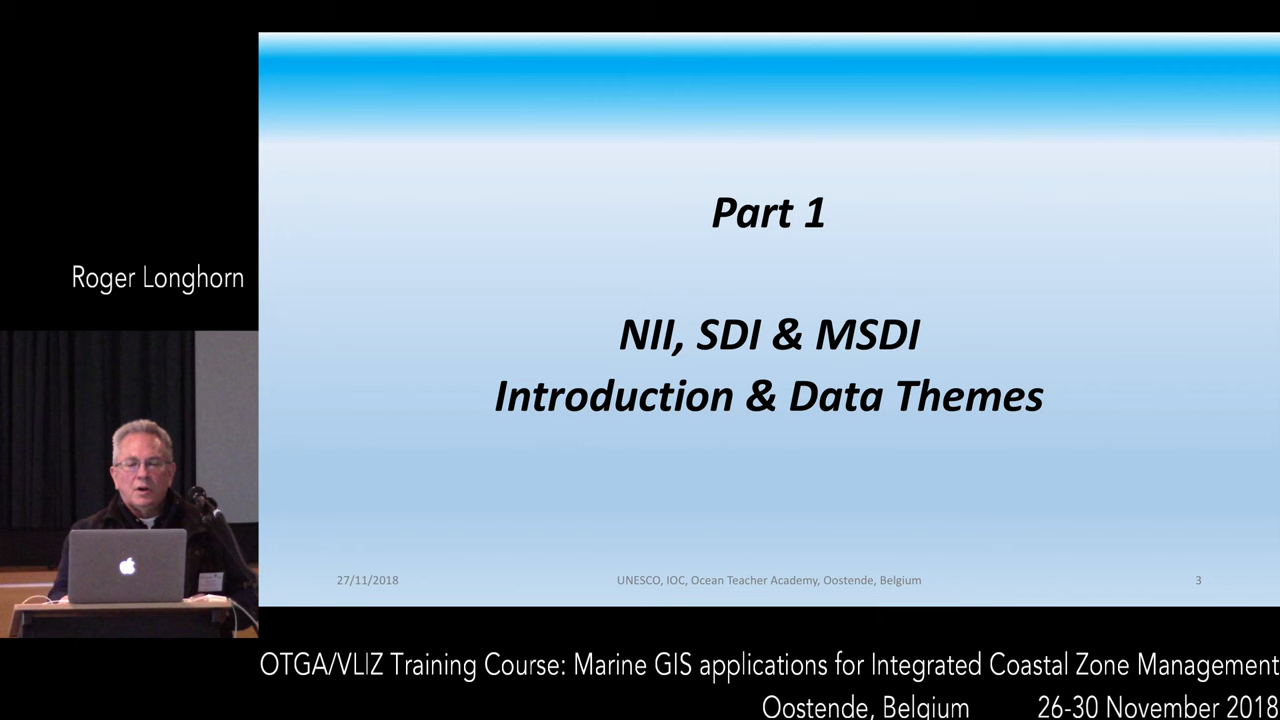 Part 1
NII, SDI & MSDI
Introduction & Data Themes
Roger Longhorn
27/11/2018
UNESCO, IOC, Ocean Teacher Academy, Oostende, Belgium
3
OTGA/VLIZ Training Course: Marine GIS applications for Integrated Coastal Zone Management
Oostende, Belgium
26-30 November 2018